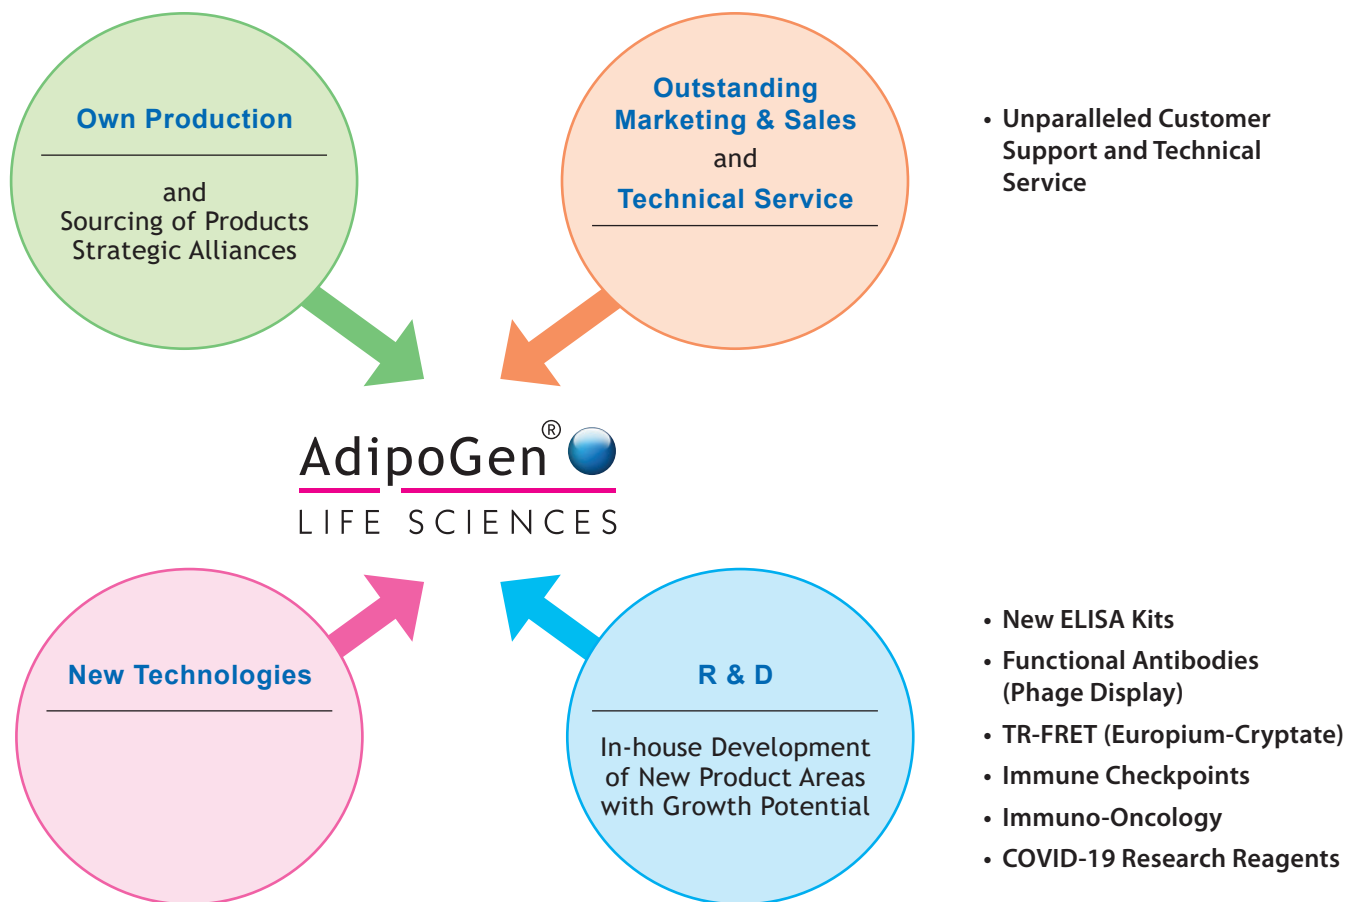 Own Production
and
Sourcing of Products
Strategic Alliances
Outstanding
Marketing & Sales
and
Technical Service
• Unparalleled Customer
Support and Technical
Service
AdipoGen®
LIFE SCIENCES
New Technologies
R & D
In-house Development
of New Product Areas
with Growth Potential
• New ELISA Kits
• Functional Antibodies
(Phage Display)
• TR-FRET (Europium-Cryptate)
• Immune Checkpoints
• Immuno-Oncology
• COVID-19 Research Reagents